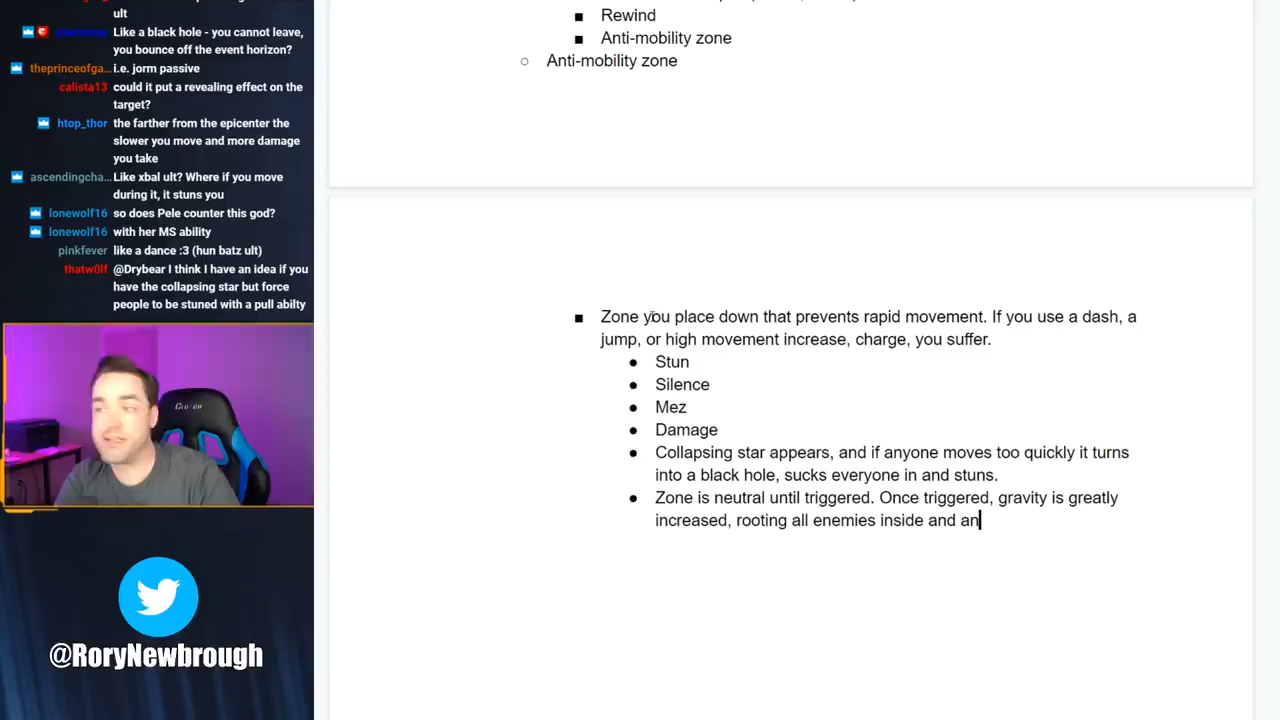 ult
Like a black hole - you cannot leave,
you bounce off the event horizon?
theprinceofga... i.e. jorm passive
calista13 could it put a revealing effect on the
target?
htop_thor the farther from the epicenter the
slower you move and more damage
you take
ascendingcha... Like xbal ult? Where if you move
during it, it stuns you
lonewolf16 so does Pele counter this god?
lonewolf16 with her MS ability
pinkfever like a dance :3 (hun batz ult)
thatw0lf @Drybear I think I have an idea if you
have the collapsing star but force
people to be stuned with a pull abilty
CLUTCH
@RoryNewbrough
Rewind
Anti-mobility zone
Anti-mobility zone
Zone you place down that prevents rapid movement. If you use a dash, a
jump, or high movement increase, charge, you suffer.
Stun
Silence
Mez
Damage
Collapsing star appears, and if anyone moves too quickly it turns
into a black hole, sucks everyone in and stuns.
Zone is neutral until triggered. Once triggered, gravity is greatly
increased, rooting all enemies inside and an